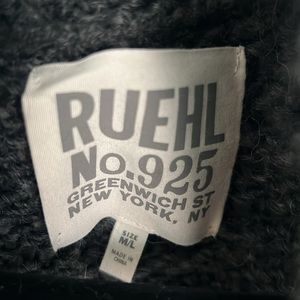 RUEHL
No.925
GREENWICH ST.
NEW YORK, NY
SIZE
M/L
MADE IN
CHINA